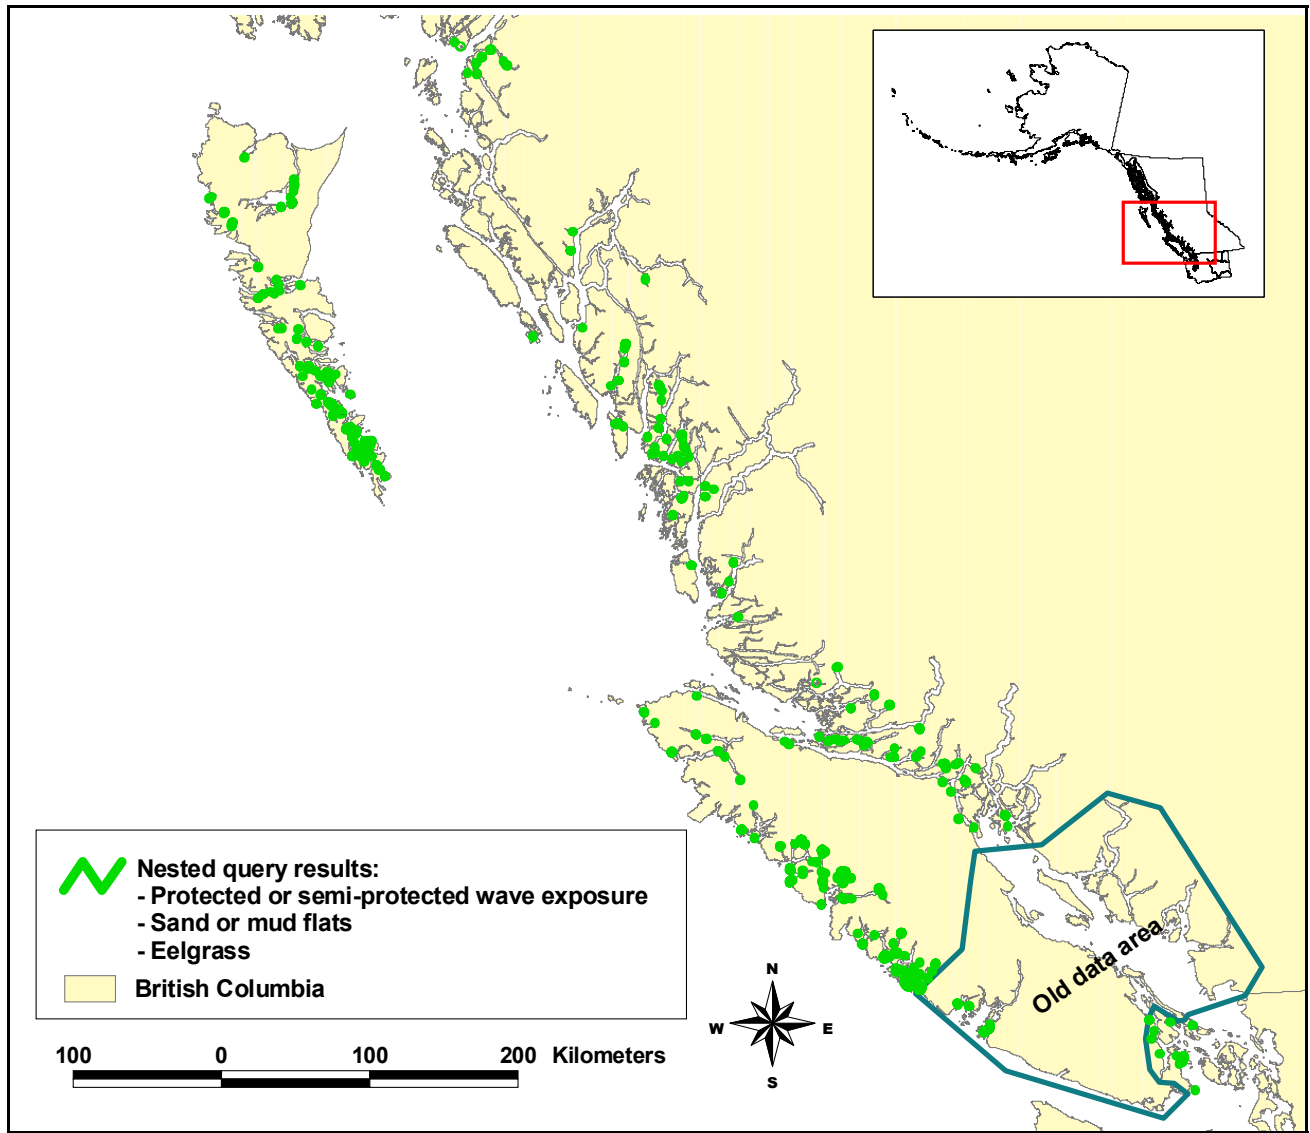 Old data area
Nested query results:
- Protected or semi-protected wave exposure
- Sand or mud flats
- Eelgrass
British Columbia
N
W
E
S
100 0 100 200 Kilometers